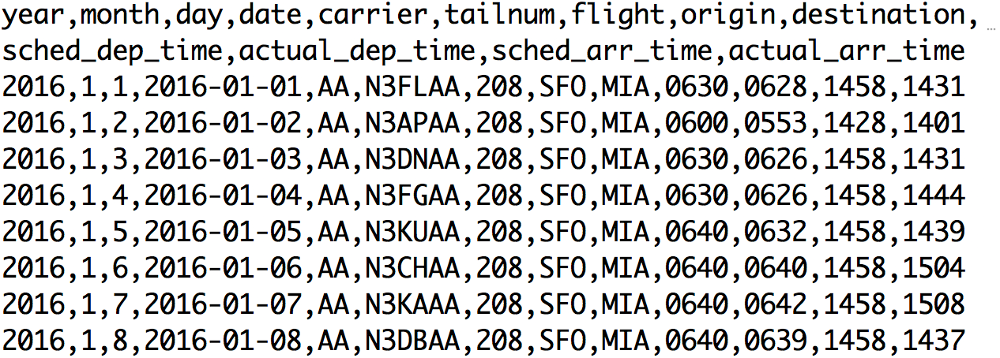 year,month,day,date,carrier,tailnum,flight,origin,destination, …
sched_dep_time,actual_dep_time,sched_arr_time,actual_arr_time
2016,1,1,2016-01-01,AA,N3FLAA,208,SFO,MIA,0630,0628,1458,1431
2016,1,2,2016-01-02,AA,N3APAA,208,SFO,MIA,0600,0553,1428,1401
2016,1,3,2016-01-03,AA,N3DNAA,208,SFO,MIA,0630,0626,1458,1431
2016,1,4,2016-01-04,AA,N3FGAA,208,SFO,MIA,0630,0626,1458,1444
2016,1,5,2016-01-05,AA,N3KUAA,208,SFO,MIA,0640,0632,1458,1439
2016,1,6,2016-01-06,AA,N3CHAA,208,SFO,MIA,0640,0640,1458,1504
2016,1,7,2016-01-07,AA,N3KAAA,208,SFO,MIA,0640,0642,1458,1508
2016,1,8,2016-01-08,AA,N3DBAA,208,SFO,MIA,0640,0639,1458,1437